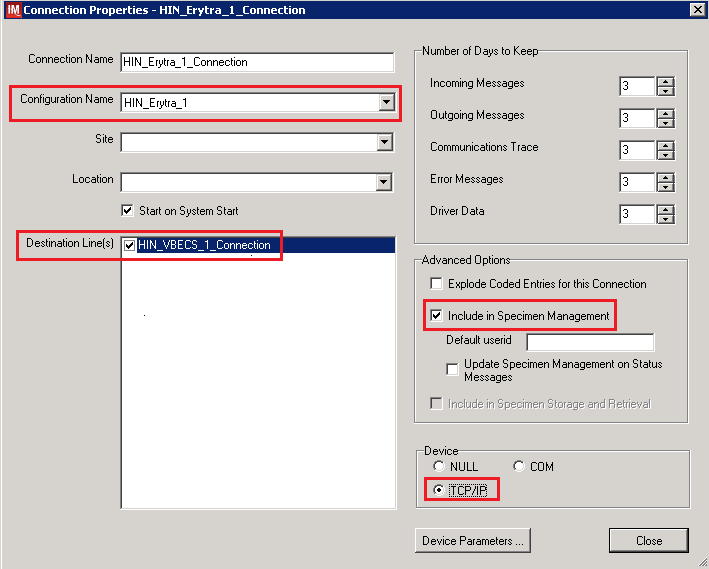 IM Connection Properties - HIN_Erytra_1_Connection
Connection Name HIN_Erytra_1_Connection
Configuration Name HIN_Erytra_1
Site
Location
Start on System Start
Destination Line(s) HIN_VBECS_1_Connection
Number of Days to Keep
Incoming Messages 3
Outgoing Messages 3
Communications Trace 3
Error Messages 3
Driver Data 3
Advanced Options
Explode Coded Entries for this Connection
Include in Specimen Management
Default userid
Update Specimen Management on Status
Messages
Include in Specimen Storage and Retrieval
Device
NULL COM
TCP/IP
Device Parameters ... Close